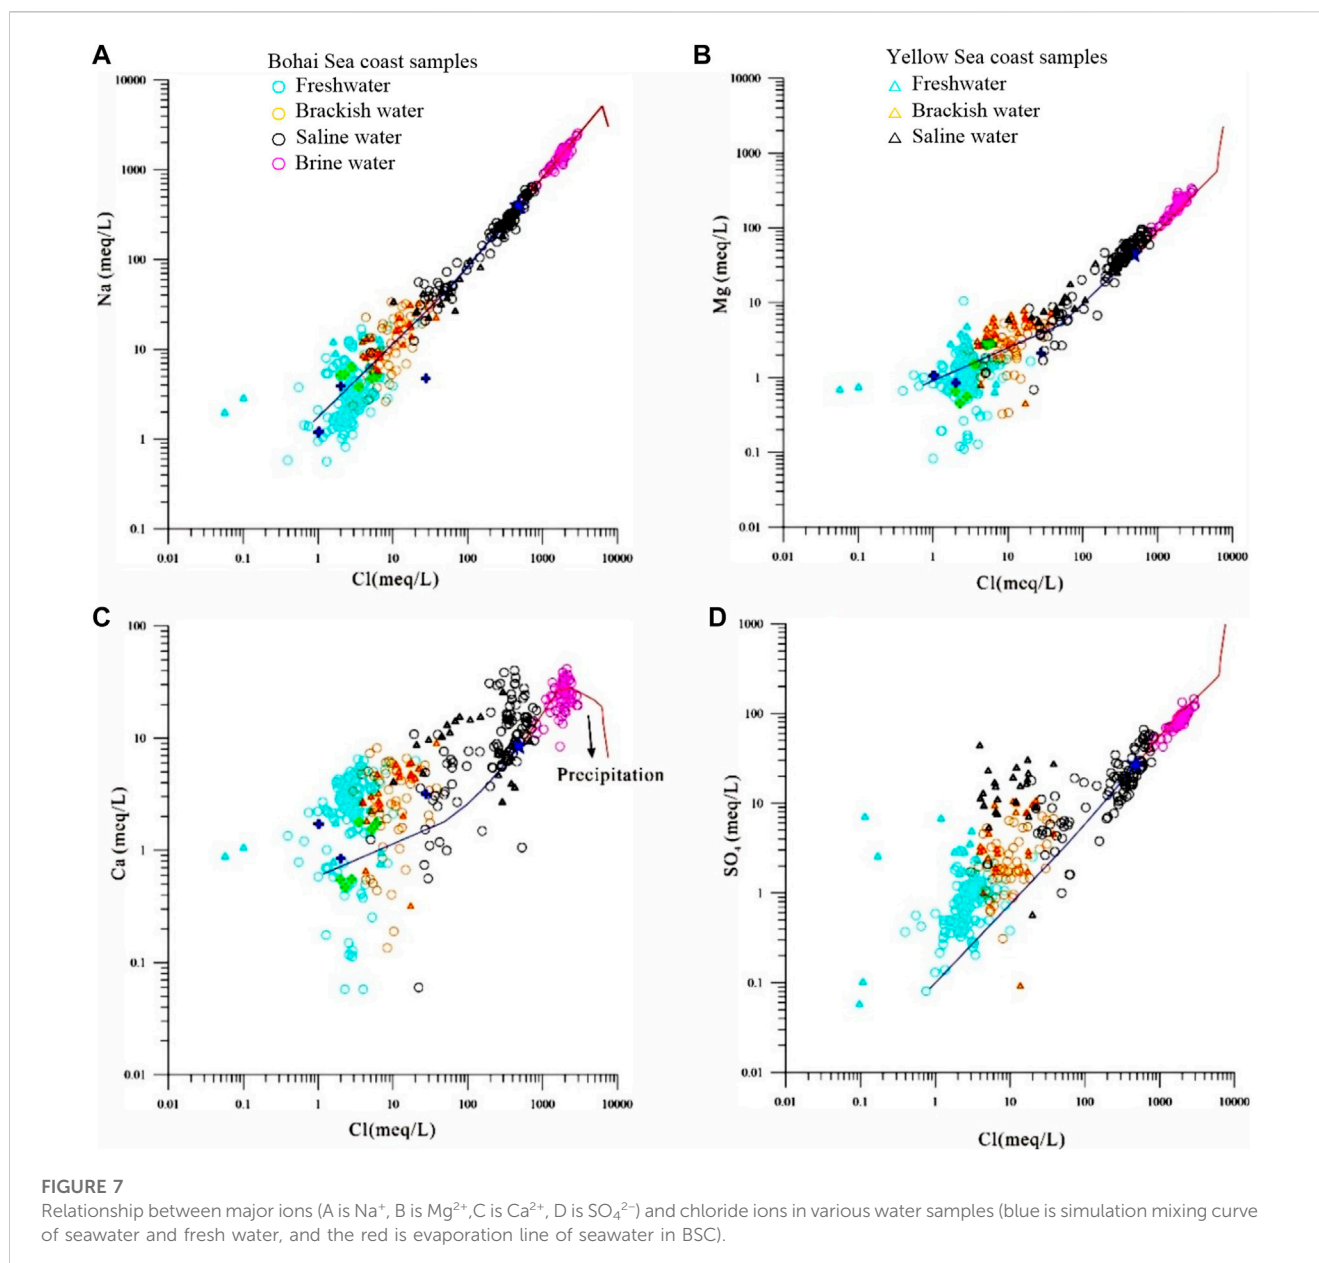 A
Bohai Sea coast samples
Freshwater
Brackish water
Saline water
Brine water
10000
1000
100
10
1
0.1
Na (meq/L)
0.01 0.1 1 10 100 1000 10000
Cl(meq/L)
B
Yellow Sea coast samples
Freshwater
Brackish water
Saline water
10000
1000
100
10
1
0.1
0.01
Mg (meq/L)
0.01 0.1 1 10 100 1000 10000
Cl(meq/L)
C
100
10
1
0.1
0.01
Ca (meq/L)
Precipitation
0.01 0.1 1 10 100 1000 10000
Cl(meq/L)
D
1000
100
10
1
0.1
0.01
SO₄ (meq/L)
0.01 0.1 1 10 100 1000 10000
Cl(meq/L)
FIGURE 7
Relationship between major ions (A is Na⁺, B is Mg²⁺,C is Ca²⁺, D is SO₄²⁻) and chloride ions in various water samples (blue is simulation mixing curve
of seawater and fresh water, and the red is evaporation line of seawater in BSC).